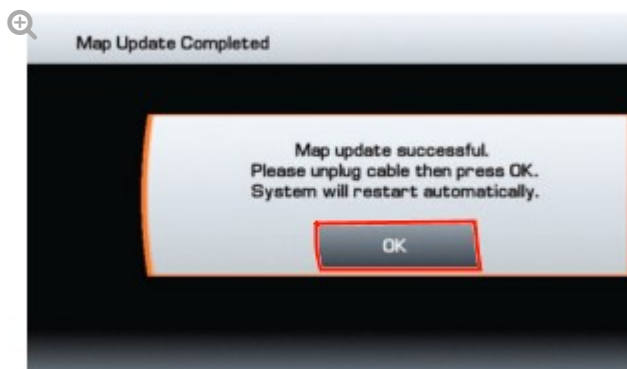 Map Update Completed
Map update successful.
Please unplug cable then press OK.
System will restart automatically.
OK